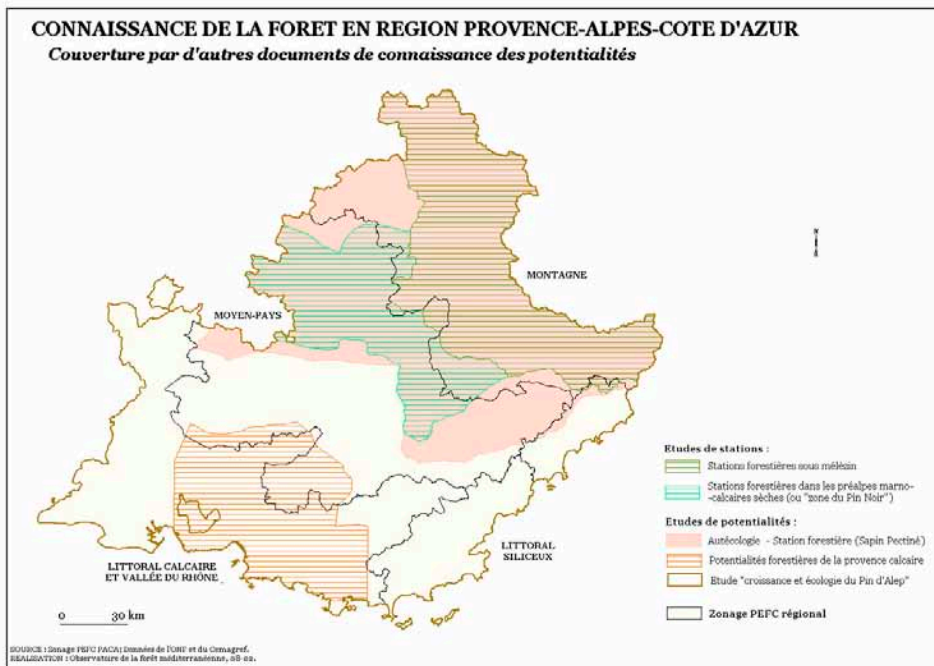 CONNAISSANCE DE LA FORET EN REGION PROVENCE-ALPES-COTE D'AZUR
Couverture par d'autres documents de connaissance des potentialités
N
MONTAGNE
MOYEN-PAYS
LITTORAL CALCAIRE
ET VALLÉE DU RHÔNE
LITTORAL
SILICEUX
0 30 km
Etudes de stations :
Stations forestières sous mélézin
Stations forestières dans les préalpes marno-
-calcaires sèches (ou "zone du Pin Noir")
Etudes de potentialités :
Autécologie - Station forestière (Sapin Pectiné)
Potentialités forestières de la provence calcaire
Etude "croissance et écologie du Pin d'Alep"
Zonage PEFC régional
SOURCE : Zonage PEFC PACA; Données de l'ONF et du Cemagref.
REALISATION : Observatoire de la forêt méditerranéenne, 08-02.